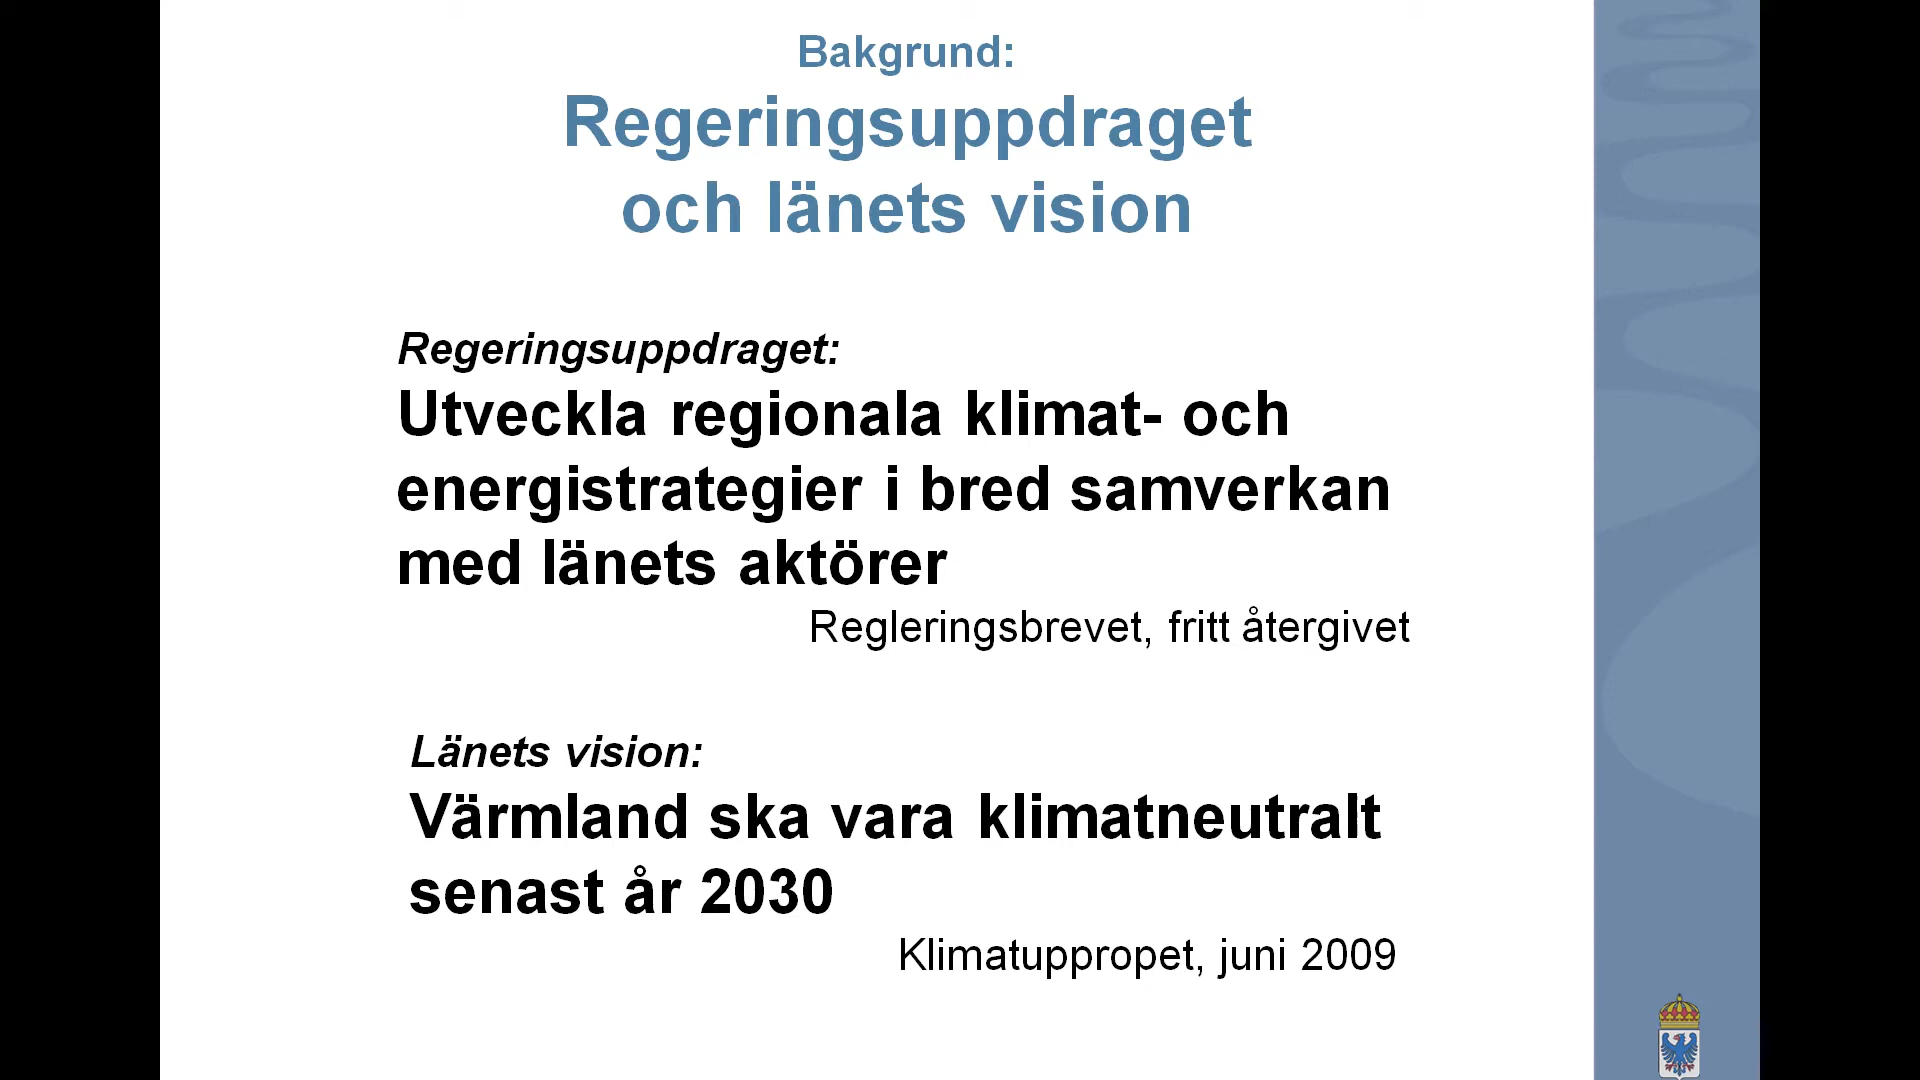 Bakgrund:
Regeringsuppdraget
och länets vision
Regeringsuppdraget:
Utveckla regionala klimat- och
energistrategier i bred samverkan
med länets aktörer
Regleringsbrevet, fritt återgivet
Länets vision:
Värmland ska vara klimatneutralt
senast år 2030
Klimatuppropet, juni 2009